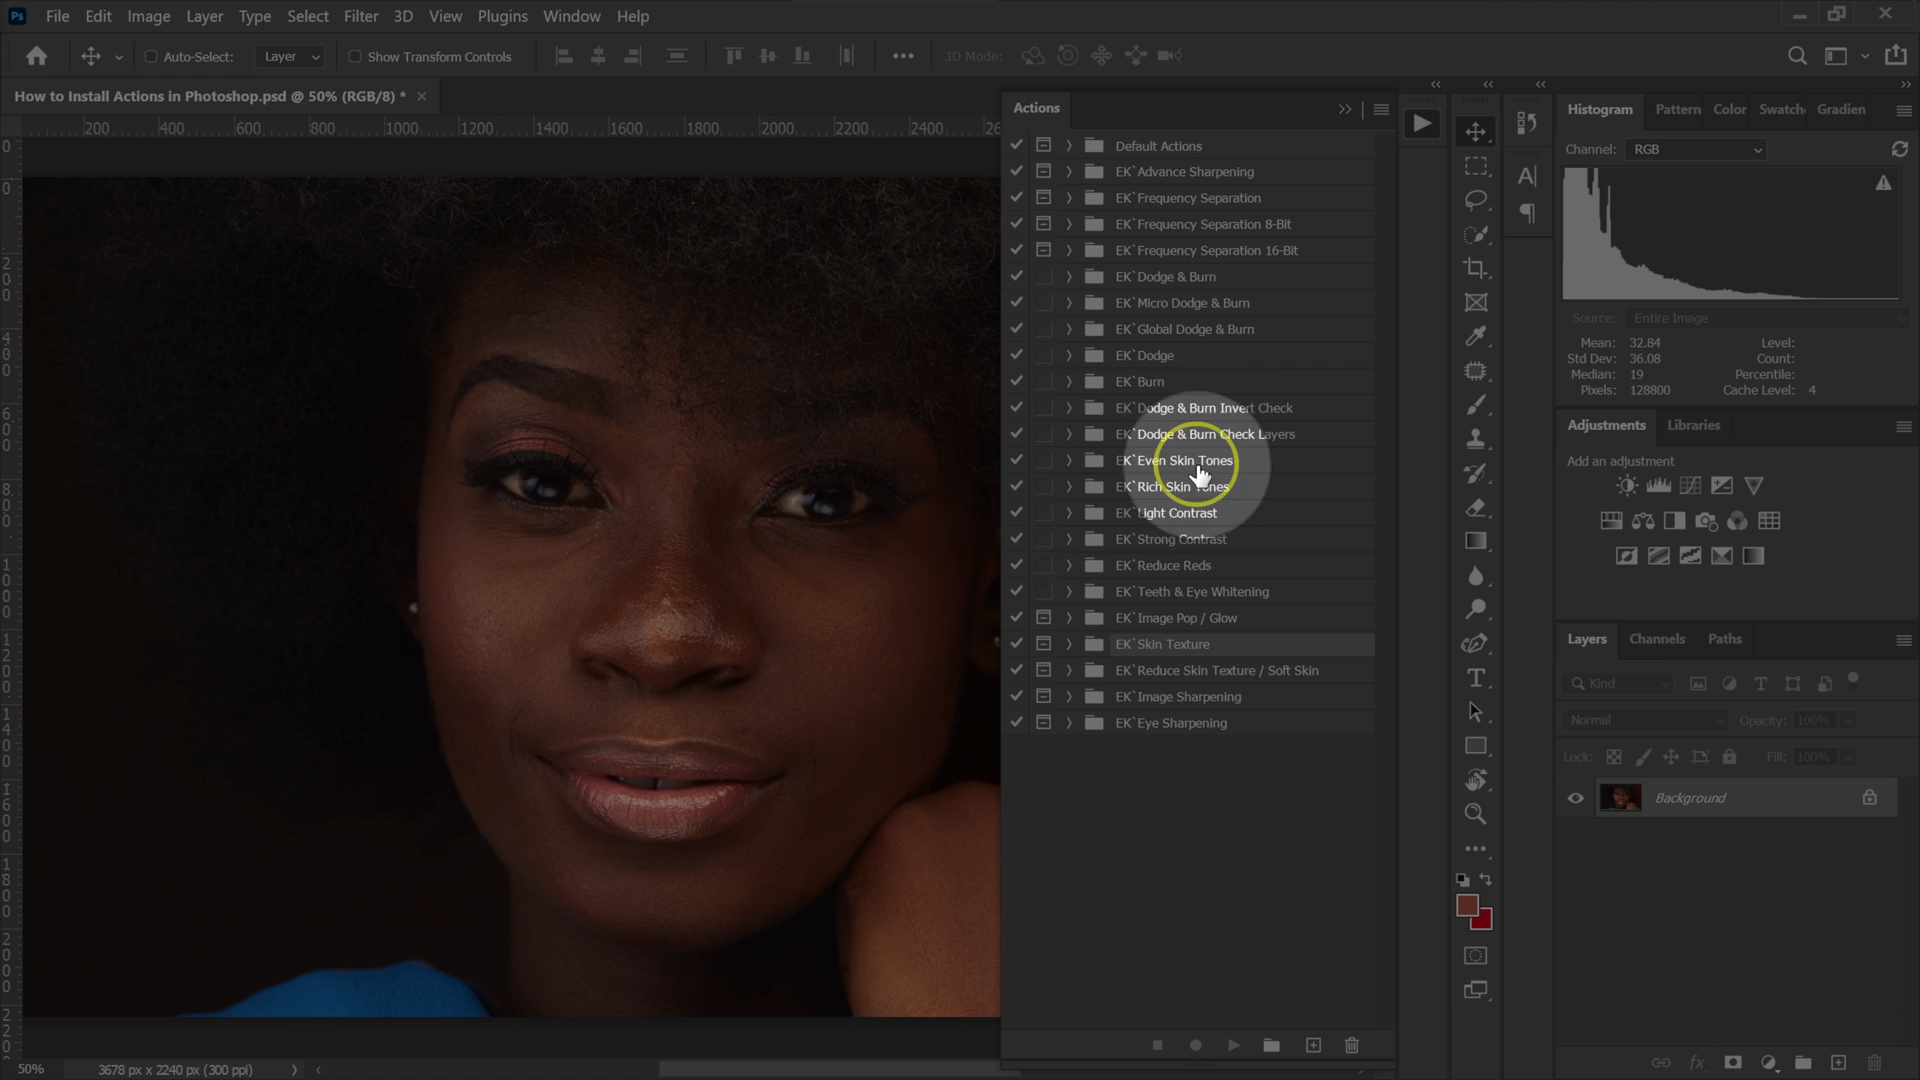 Ps File Edit Image Layer Type Select Filter 3D View Plugins Window Help
Auto-Select: Layer Show Transform Controls 3D Mode:
How to Install Actions in Photoshop.psd @ 50% (RGB/8) *
200 400 600 800 1000 1200 1400 1600 1800 2000 2200 2400
Actions
Default Actions
EK`Advance Sharpening
EK`Frequency Separation
EK`Frequency Separation 8-Bit
EK`Frequency Separation 16-Bit
EK`Dodge & Burn
EK`Micro Dodge & Burn
EK`Global Dodge & Burn
EK`Dodge
EK`Burn
EK`Dodge & Burn Invert Check
EK`Dodge & Burn Check Layers
EK`Even Skin Tones
EK`Rich Skin Tones
EK`Light Contrast
EK`Strong Contrast
EK`Reduce Reds
EK`Teeth & Eye Whitening
EK`Image Pop / Glow
EK`Skin Texture
EK`Reduce Skin Texture / Soft Skin
EK`Image Sharpening
EK`Eye Sharpening
Histogram Pattern Color Swatch Gradien
Channel: RGB
Source: Entire Image
Mean: 32.84 Level:
Std Dev: 36.08 Count:
Median: 19 Percentile:
Pixels: 128800 Cache Level: 4
Adjustments Libraries
Add an adjustment
Layers Channels Paths
Kind
Normal Opacity: 100%
Lock: Fill: 100%
Background
50% 3678 px x 2240 px (300 ppi)